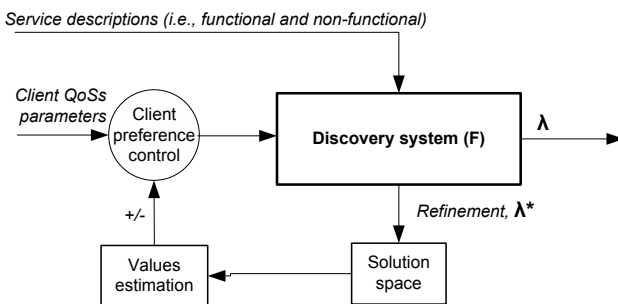 Service descriptions (i.e., functional and non-functional)
Client QoSs
parameters
Client
preference
control
Discovery system (F)
λ
+/-
Refinement, λ*
Values
estimation
Solution
space